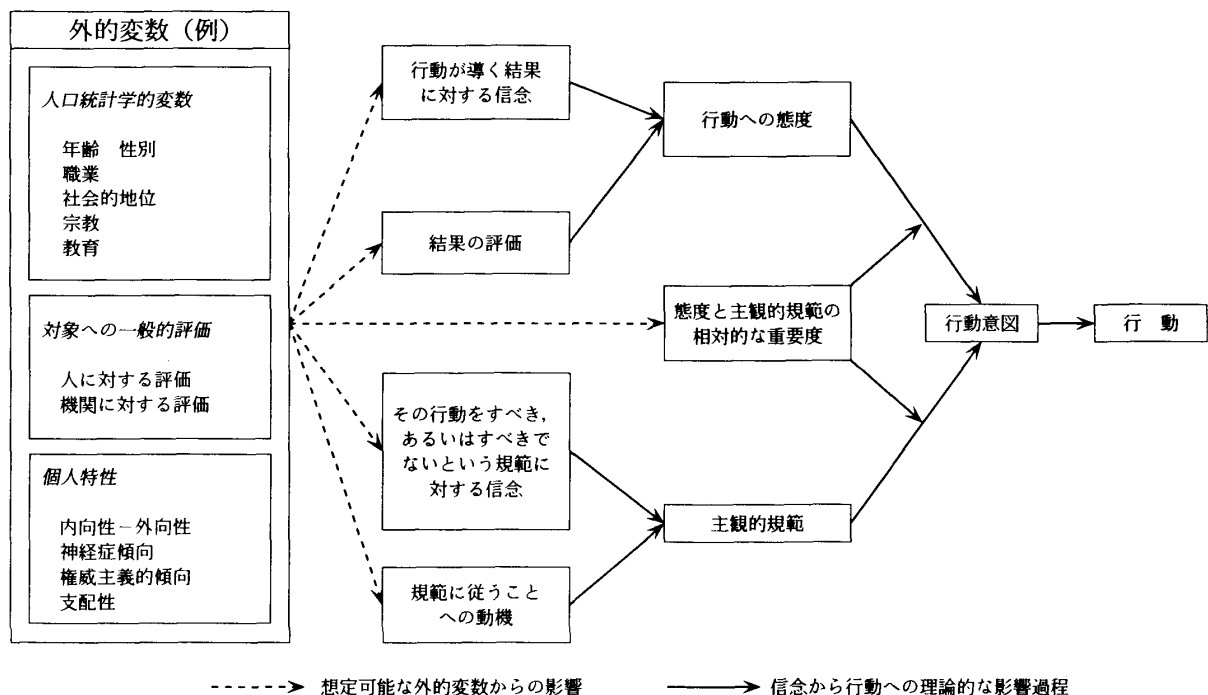 外的変数（例）
人口統計学的変数
年齢　性別
職業
社会的地位
宗教
教育
対象への一般的評価
人に対する評価
機関に対する評価
個人特性
内向性－外向性
神経症傾向
権威主義的傾向
支配性
行動が導く結果
に対する信念
結果の評価
その行動をすべき，
あるいはすべきで
ないという規範に
対する信念
規範に従うこと
への動機
行動への態度
態度と主観的規範の
相対的な重要度
主観的規範
行動意図
行　動
想定可能な外的変数からの影響
信念から行動への理論的な影響過程